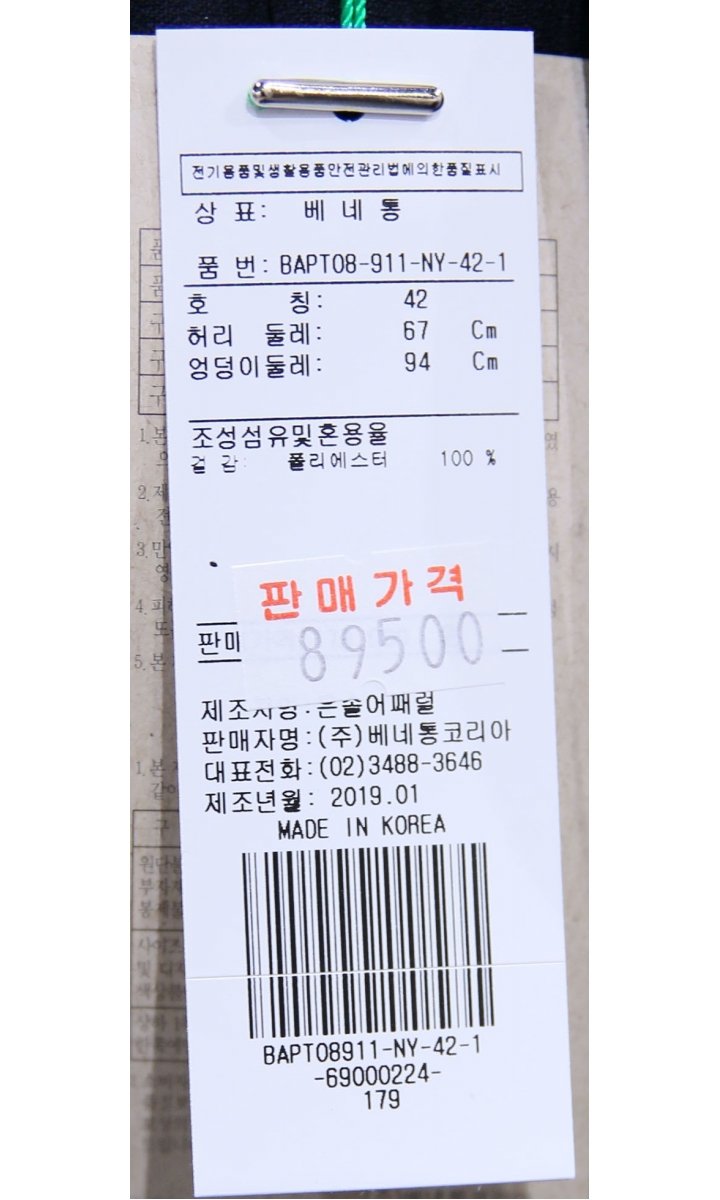 전기용품및생활용품안전관리법에의한품질표시
상 표: 베 네 통
품 번: BAPT08-911-NY-42-1
호 칭: 42
허리 둘레: 67 Cm
엉덩이둘레: 94 Cm
조성섬유및혼용율
겉 감: 폴리에스터 100 %
판매가격
판매
89500
제조자명:은솔어패럴
판매자명:(주)베네통코리아
대표전화:(02)3488-3646
제조년월: 2019.01
MADE IN KOREA
BAPT08911-NY-42-1
-69000224-
179